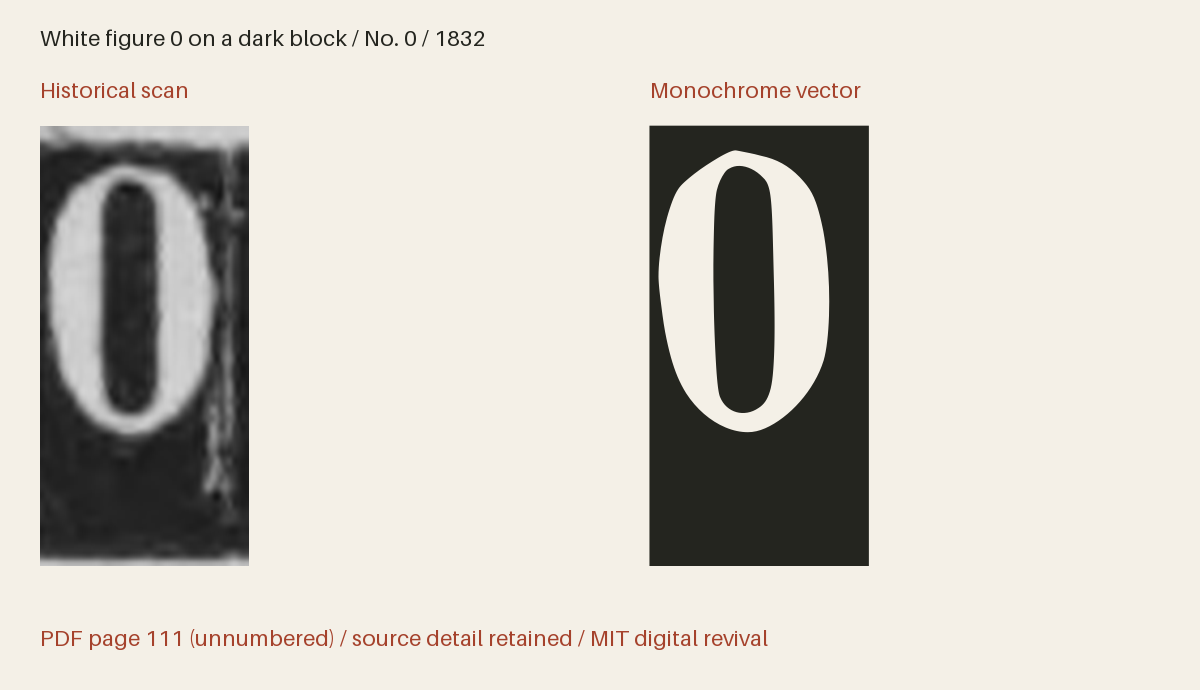 White figure 0 on a dark block / No. 0 / 1832
Historical scan
Monochrome vector
0
0
PDF page 111 (unnumbered) / source detail retained / MIT digital revival